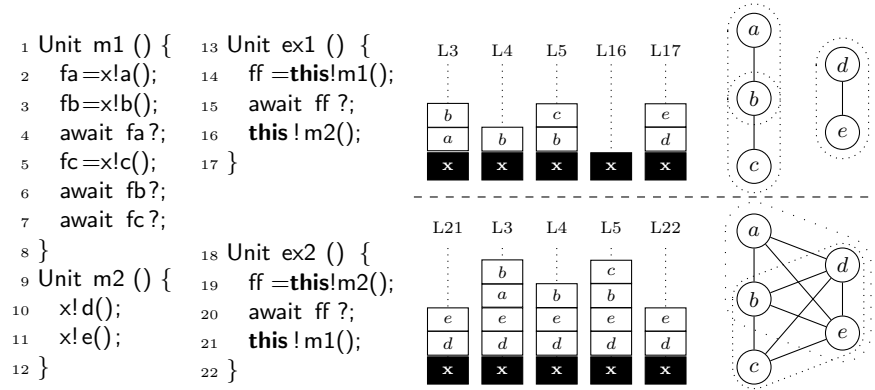 1 Unit m1 () {
2 fa=x!a();
3 fb=x!b();
4 await fa?;
5 fc=x!c();
6 await fb?;
7 await fc?;
8 }
9 Unit m2 () {
10 x!d();
11 x!e();
12 }
13 Unit ex1 () {
14 ff=this!m1();
15 await ff?;
16 this!m2();
17 }
18 Unit ex2 () {
19 ff=this!m2();
20 await ff?;
21 this!m1();
22 }
L3 L4 L5 L16 L17
b c e
a b b d
x x x x x
a
b
c
d
e
L21 L3 L4 L5 L22
b c
a b b
e e e e e
d d d d d
x x x x x
a
b
c
d
e